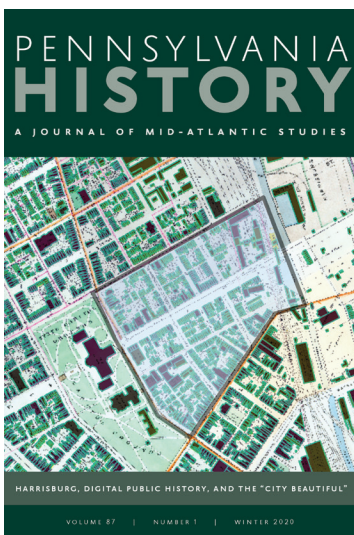 PENNSYLVANIA
HISTORY
A JOURNAL OF MID-ATLANTIC STUDIES
HARRISBURG, DIGITAL PUBLIC HISTORY, AND THE "CITY BEAUTIFUL"
VOLUME 87 | NUMBER 1 | WINTER 2020